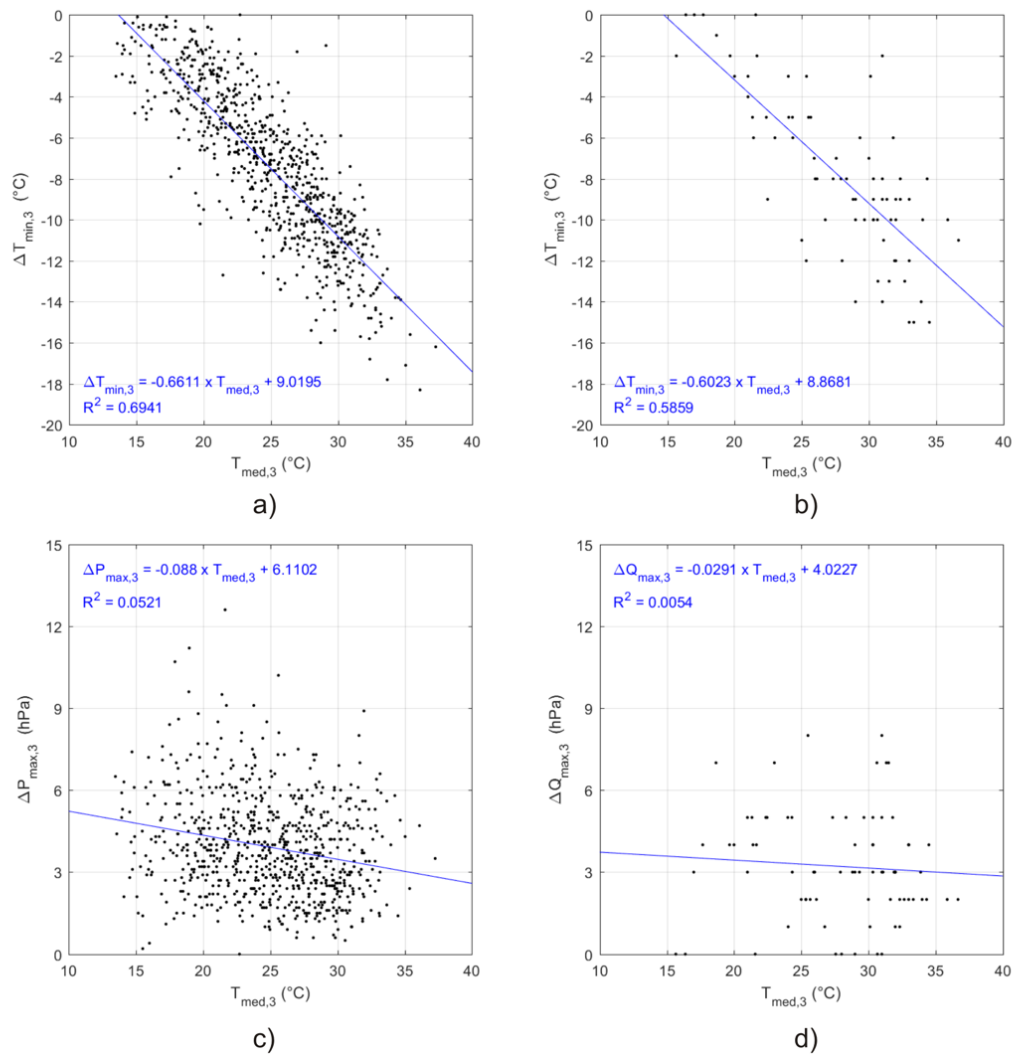 0
-2
-4
-6
-8
-10
-12
-14
-16
-18
-20
ΔT_min,3 (°C)
ΔT_min,3 = -0.6611 x T_med,3 + 9.0195
R² = 0.6941
10 15 20 25 30 35 40
T_med,3 (°C)
a)
0
-2
-4
-6
-8
-10
-12
-14
-16
-18
-20
ΔT_min,3 (°C)
ΔT_min,3 = -0.6023 x T_med,3 + 8.8681
R² = 0.5859
10 15 20 25 30 35 40
T_med,3 (°C)
b)
15
12
9
6
3
0
ΔP_max,3 (hPa)
ΔP_max,3 = -0.088 x T_med,3 + 6.1102
R² = 0.0521
10 15 20 25 30 35 40
T_med,3 (°C)
c)
15
12
9
6
3
0
ΔQ_max,3 (hPa)
ΔQ_max,3 = -0.0291 x T_med,3 + 4.0227
R² = 0.0054
10 15 20 25 30 35 40
T_med,3 (°C)
d)